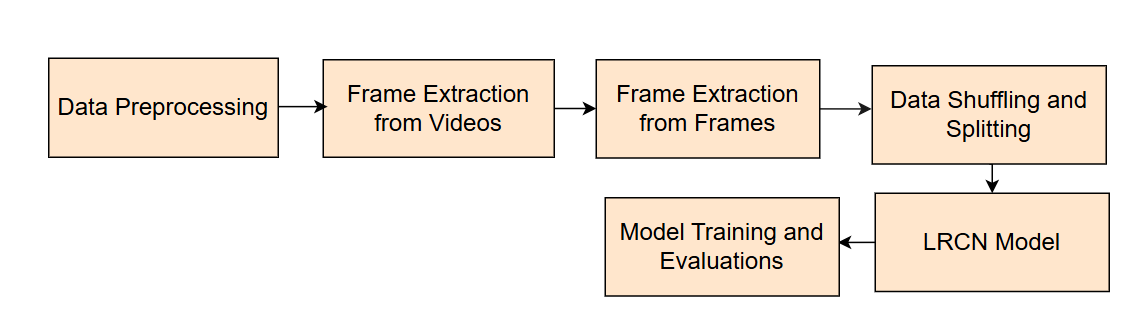 Data Preprocessing
Frame Extraction
from Videos
Frame Extraction
from Frames
Data Shuffling and
Splitting
LRCN Model
Model Training and
Evaluations